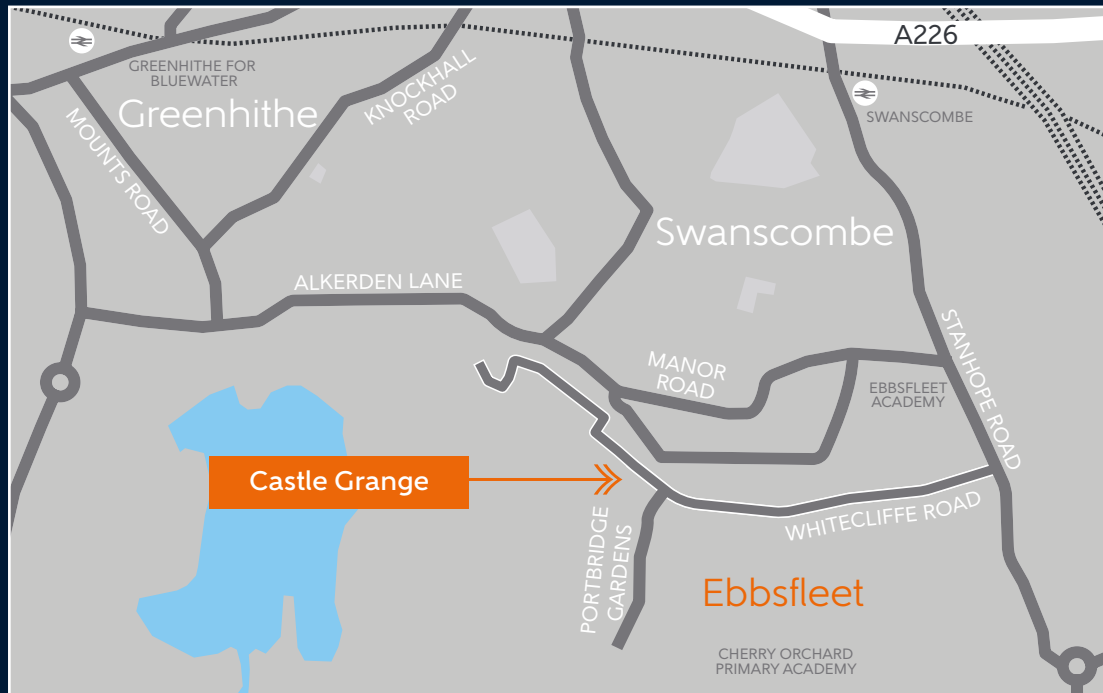 A226
GREENHITHE FOR
BLUEWATER
Greenhithe
KNOCKHALL
ROAD
SWANSCOMBE
MOUNTS ROAD
Swanscombe
ALKERDEN LANE
STANHOPE ROAD
MANOR
ROAD
EBBSFLEET
ACADEMY
Castle Grange
WHITECLIFFE ROAD
PORTBRIDGE
GARDENS
Ebbsfleet
CHERRY ORCHARD
PRIMARY ACADEMY